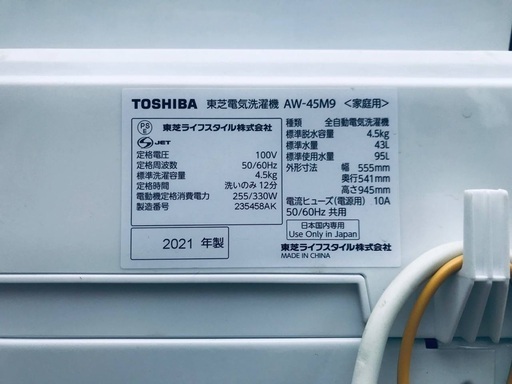 TOSHIBA 東芝電気洗濯機 AW-45M9 <家庭用>
PS
E
東芝ライフスタイル株式会社
JET
定格電圧 100V
定格周波数 50/60Hz
標準洗濯容量 4.5kg
定格時間 洗いのみ 12分
電動機定格消費電力 255/330W
製造番号 235458AK
2021 年製
種類 全自動電気洗濯機
標準脱水容量 4.5kg
標準水量 43L
標準使用水量 95L
外形寸法 幅 555mm
奥行541mm
高さ945mm
電流ヒューズ(電源用) 10A
50/60Hz 共用
日本国内専用
Use Only in Japan
東芝ライフスタイル株式会社
MADE IN CHINA